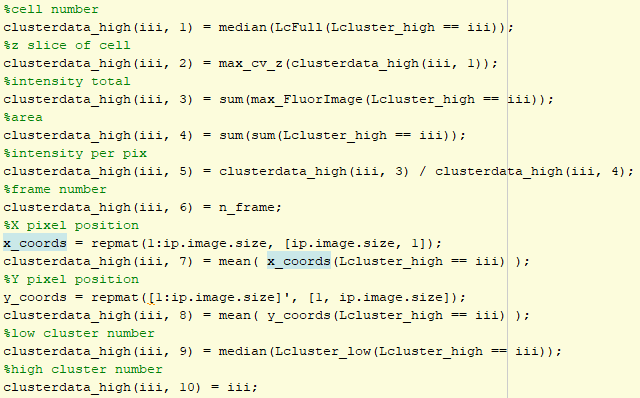 %cell number
clusterdata_high(iii, 1) = median(LcFull(Lcluster_high == iii));
%z slice of cell
clusterdata_high(iii, 2) = max_cv_z(clusterdata_high(iii, 1));
%intensity total
clusterdata_high(iii, 3) = sum(max_FluorImage(Lcluster_high == iii));
%area
clusterdata_high(iii, 4) = sum(sum(Lcluster_high == iii));
%intensity per pix
clusterdata_high(iii, 5) = clusterdata_high(iii, 3) / clusterdata_high(iii, 4);
%frame number
clusterdata_high(iii, 6) = n_frame;
%X pixel position
x_coords = repmat(1:ip.image.size, [ip.image.size, 1]);
clusterdata_high(iii, 7) = mean( x_coords(Lcluster_high == iii) );
%Y pixel position
y_coords = repmat([1:ip.image.size]', [1, ip.image.size]);
clusterdata_high(iii, 8) = mean( y_coords(Lcluster_high == iii) );
%low cluster number
clusterdata_high(iii, 9) = median(Lcluster_low(Lcluster_high == iii));
%high cluster number
clusterdata_high(iii, 10) = iii;